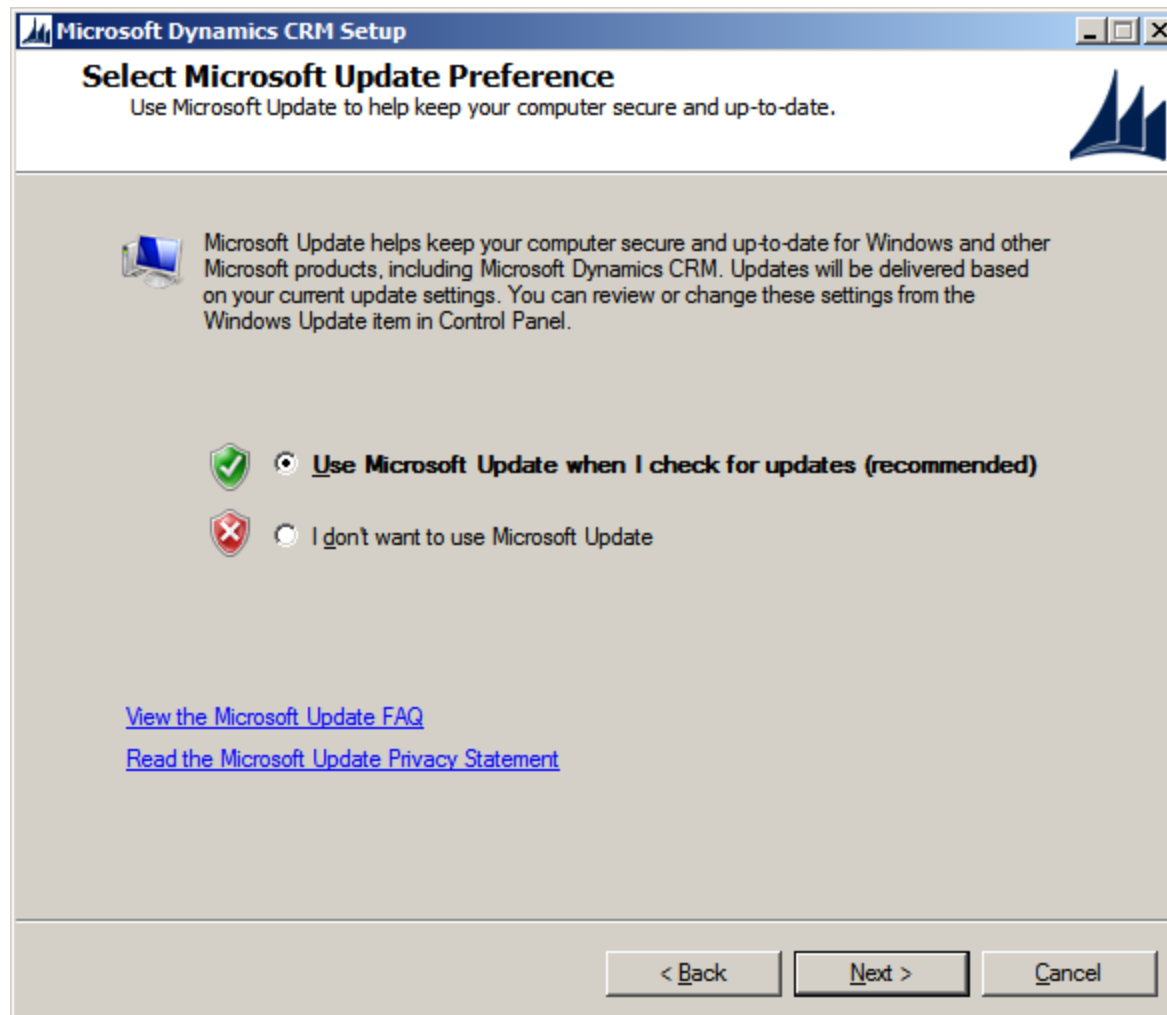 Microsoft Dynamics CRM Setup
Select Microsoft Update Preference
Use Microsoft Update to help keep your computer secure and up-to-date.
Microsoft Update helps keep your computer secure and up-to-date for Windows and other
Microsoft products, including Microsoft Dynamics CRM. Updates will be delivered based
on your current update settings. You can review or change these settings from the
Windows Update item in Control Panel.
Use Microsoft Update when I check for updates (recommended)
I don't want to use Microsoft Update
View the Microsoft Update FAQ
Read the Microsoft Update Privacy Statement
< Back Next > Cancel